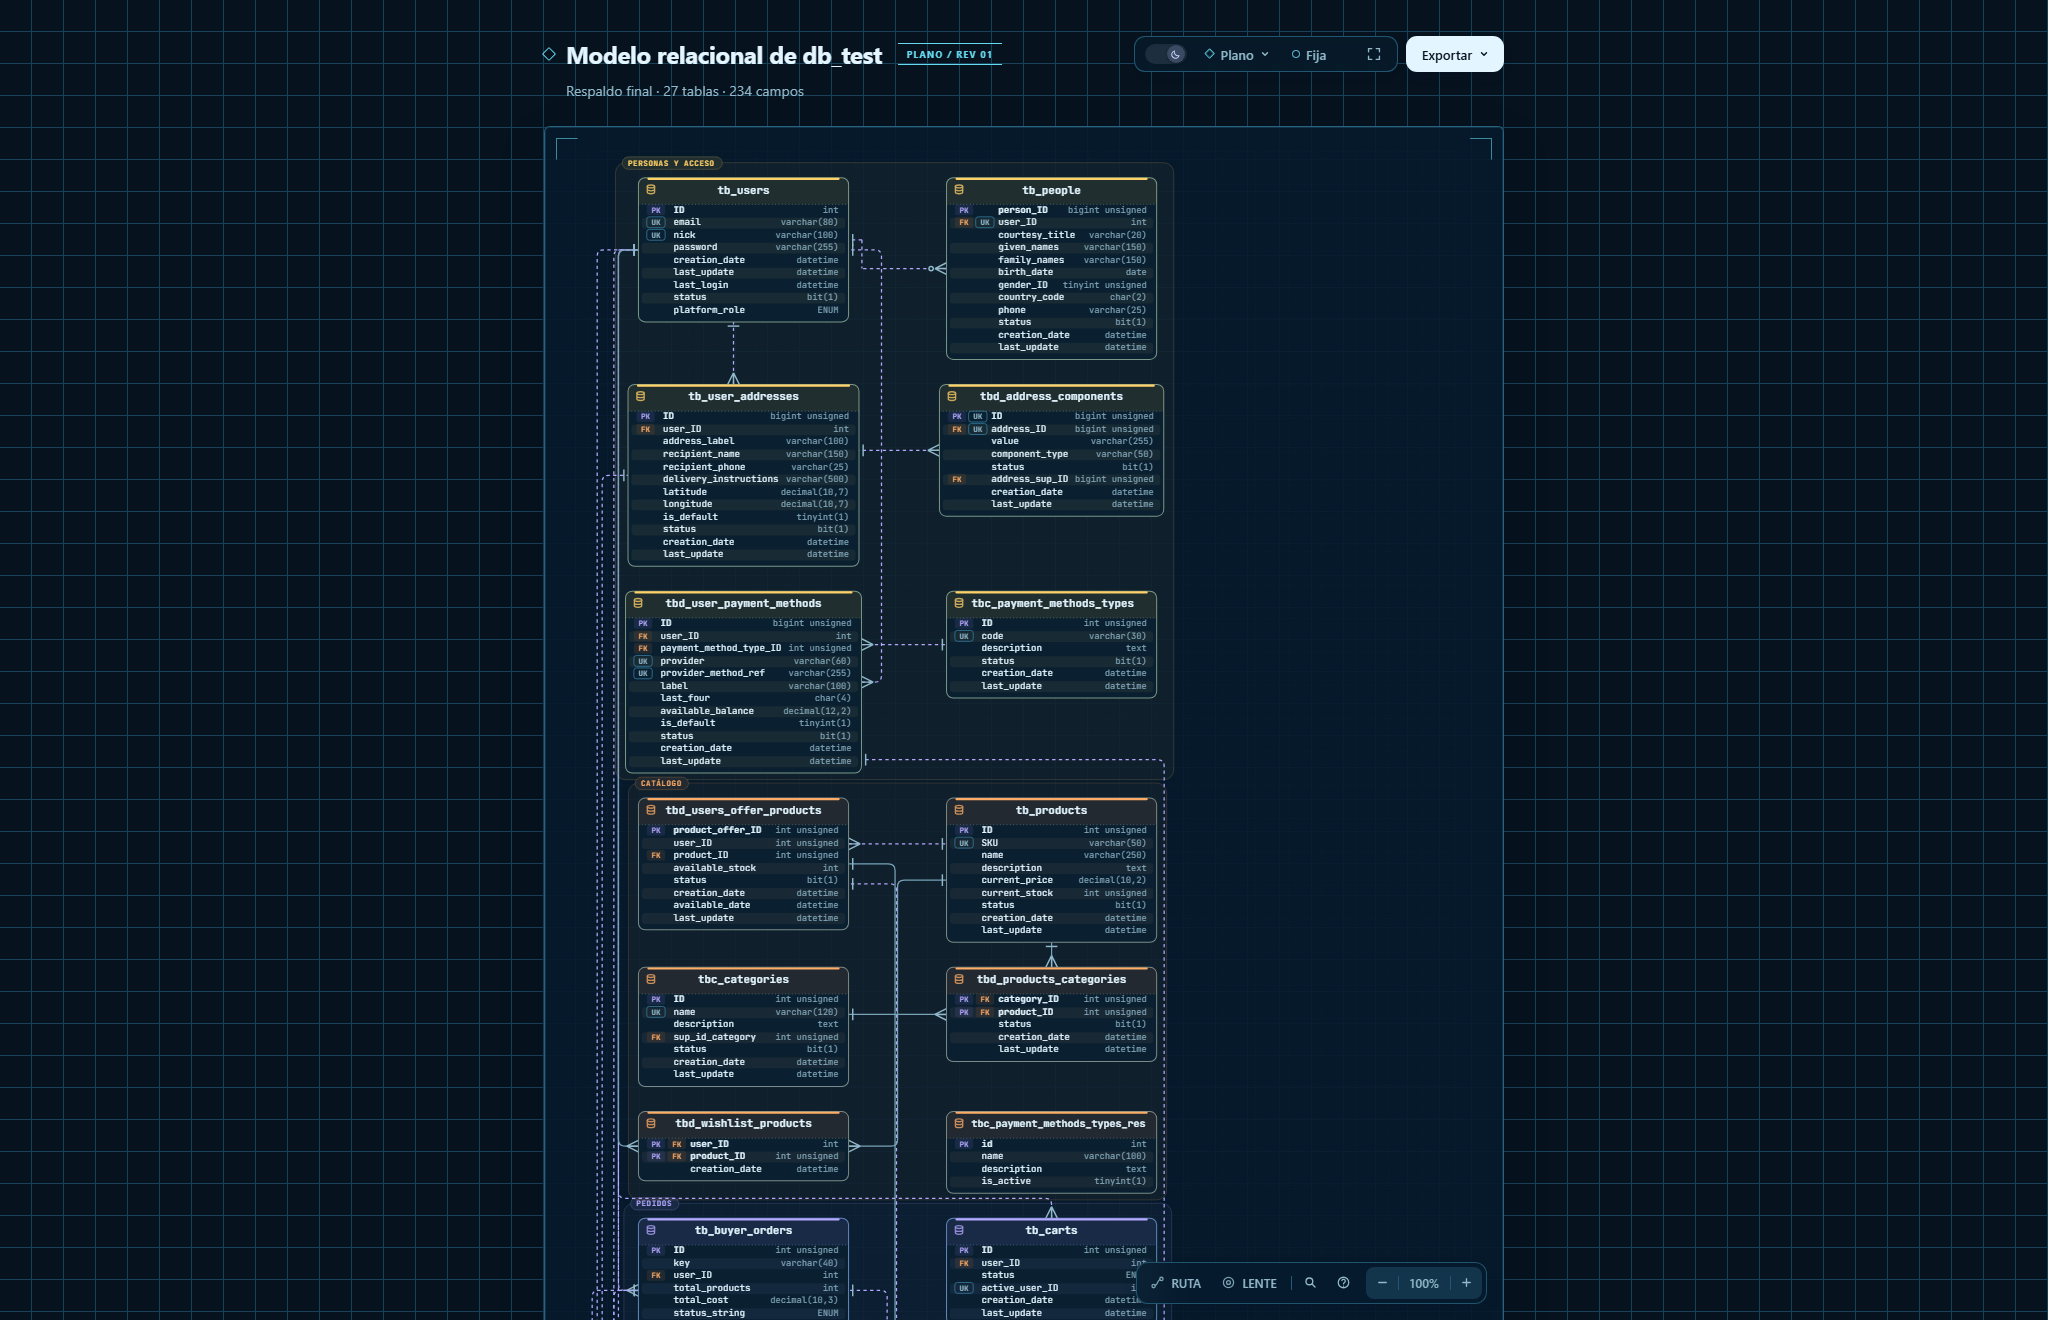 Modelo relacional de db_test
PLANO / REV 01
Plano
Fija
Exportar
Respaldo final · 27 tablas · 234 campos
PERSONAS Y ACCESO
tb_users
PK ID int
UK email varchar(80)
UK nick varchar(100)
password varchar(255)
creation_date datetime
last_update datetime
last_login datetime
status bit(1)
platform_role ENUM
tb_people
PK person_ID bigint unsigned
FK UK user_ID int
courtesy_title varchar(20)
given_names varchar(150)
family_names varchar(150)
birth_date date
gender_ID tinyint unsigned
country_code char(2)
phone varchar(25)
status bit(1)
creation_date datetime
last_update datetime
tb_user_addresses
PK ID bigint unsigned
FK user_ID int
address_label varchar(100)
recipient_name varchar(150)
recipient_phone varchar(25)
delivery_instructions varchar(500)
latitude decimal(10,7)
longitude decimal(10,7)
is_default tinyint(1)
status bit(1)
creation_date datetime
last_update datetime
tbd_address_components
PK UK ID bigint unsigned
FK UK address_ID bigint unsigned
value varchar(255)
component_type varchar(50)
status bit(1)
FK address_sup_ID bigint unsigned
creation_date datetime
last_update datetime
tbd_user_payment_methods
PK ID bigint unsigned
FK user_ID int
FK payment_method_type_ID int unsigned
UK provider varchar(60)
UK provider_method_ref varchar(255)
label varchar(100)
last_four char(4)
available_balance decimal(12,2)
is_default tinyint(1)
status bit(1)
creation_date datetime
last_update datetime
tbc_payment_methods_types
PK ID int unsigned
UK code varchar(30)
description text
status bit(1)
creation_date datetime
last_update datetime
CATÁLOGO
tbd_users_offer_products
PK product_offer_ID int unsigned
user_ID int unsigned
FK product_ID int unsigned
available_stock int
status bit(1)
creation_date datetime
available_date datetime
last_update datetime
tb_products
PK ID int unsigned
UK SKU varchar(50)
name varchar(250)
description text
current_price decimal(10,2)
current_stock int unsigned
status bit(1)
creation_date datetime
last_update datetime
tbc_categories
PK ID int unsigned
UK name varchar(120)
description text
FK sup_id_category int unsigned
status bit(1)
creation_date datetime
last_update datetime
tbd_products_categories
PK FK category_ID int unsigned
PK FK product_ID int unsigned
status bit(1)
creation_date datetime
last_update datetime
tbd_wishlist_products
PK FK user_ID int
PK FK product_ID int unsigned
creation_date datetime
tbc_payment_methods_types_res
PK id int
name varchar(100)
description text
is_active tinyint(1)
PEDIDOS
tb_buyer_orders
PK ID int unsigned
key varchar(40)
FK user_ID int
total_products int
total_cost decimal(10,3)
status_string ENUM
tb_carts
PK ID int unsigned
FK user_ID int
status
UK active_user_ID
creation_date datetime
last_update datetime
RUTA
LENTE
− 100% +